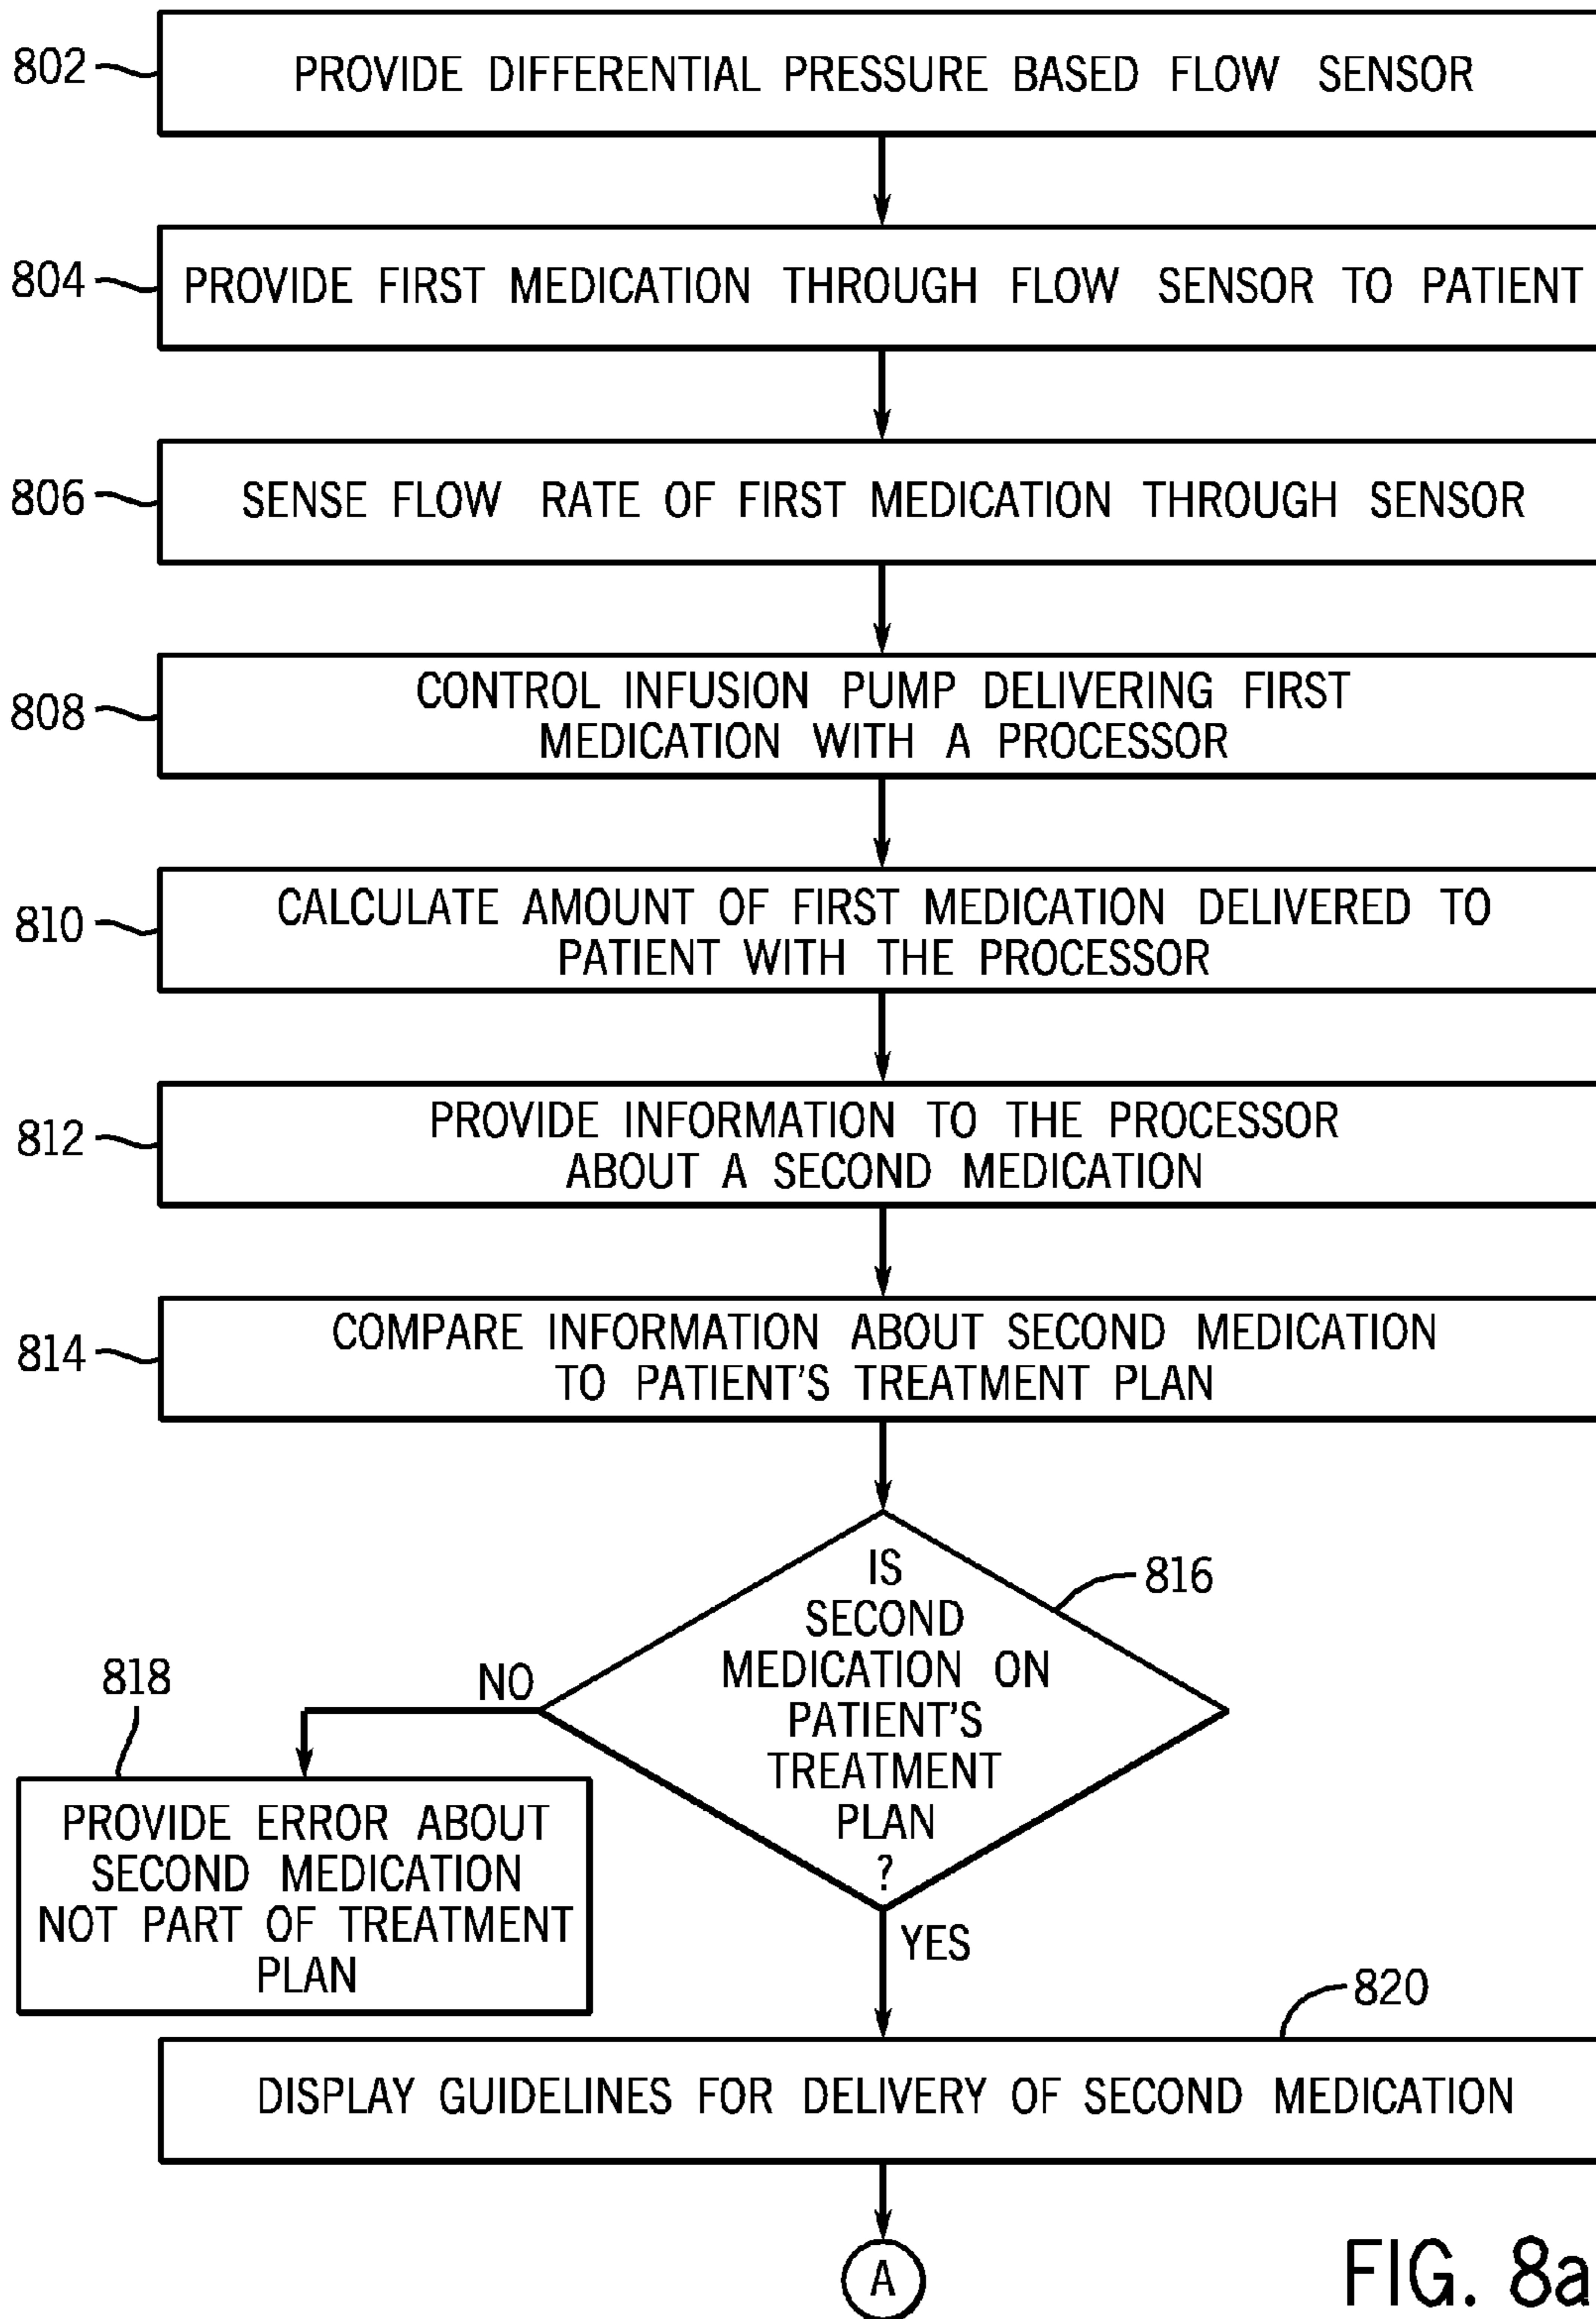 802
PROVIDE DIFFERENTIAL PRESSURE BASED FLOW SENSOR
804
PROVIDE FIRST MEDICATION THROUGH FLOW SENSOR TO PATIENT
806
SENSE FLOW RATE OF FIRST MEDICATION THROUGH SENSOR
808
CONTROL INFUSION PUMP DELIVERING FIRST
MEDICATION WITH A PROCESSOR
810
CALCULATE AMOUNT OF FIRST MEDICATION DELIVERED TO
PATIENT WITH THE PROCESSOR
812
PROVIDE INFORMATION TO THE PROCESSOR
ABOUT A SECOND MEDICATION
814
COMPARE INFORMATION ABOUT SECOND MEDICATION
TO PATIENT'S TREATMENT PLAN
816
IS
SECOND
MEDICATION ON
PATIENT'S
TREATMENT
PLAN
?
NO
818
PROVIDE ERROR ABOUT
SECOND MEDICATION
NOT PART OF TREATMENT
PLAN
YES
820
DISPLAY GUIDELINES FOR DELIVERY OF SECOND MEDICATION
A
FIG. 8a